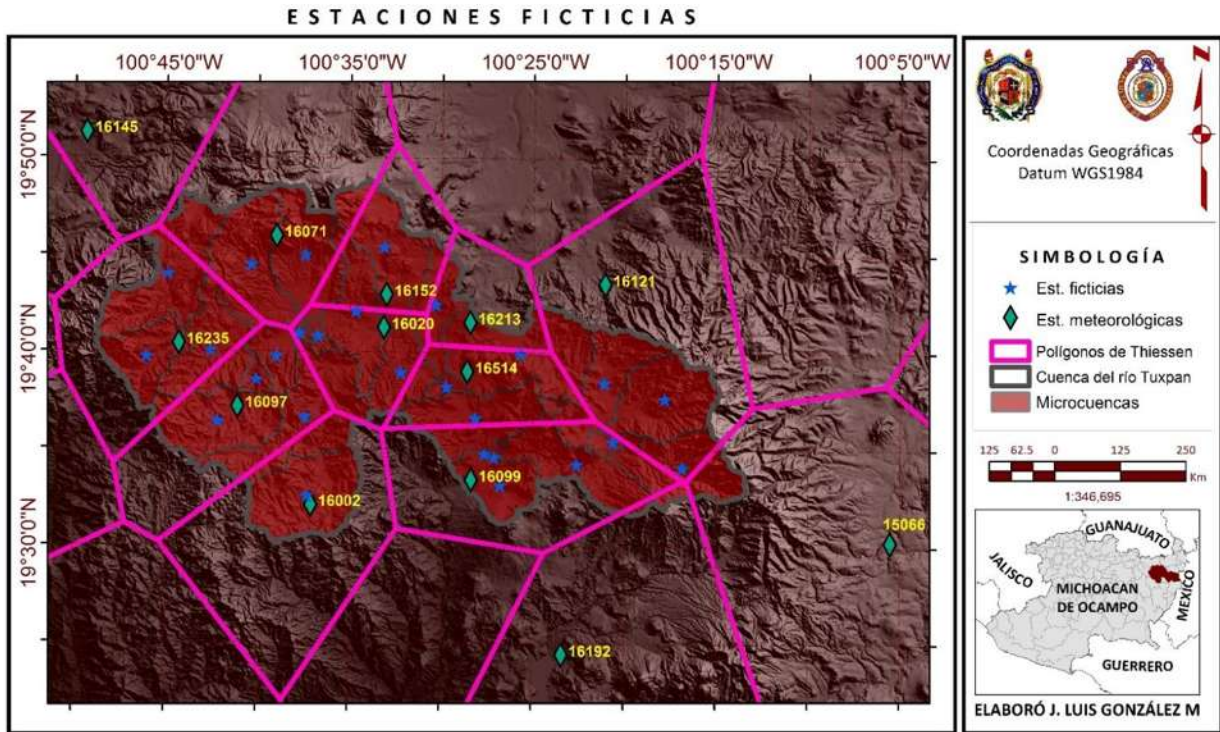 ESTACIONES FICTICIAS
100°45'0"W 100°35'0"W 100°25'0"W 100°15'0"W 100°5'0"W
19°50'0"N
19°40'0"N
19°30'0"N
16145
16071
16121
16152
16213
16020
16235
16514
16097
16099
16002
15066
16192
N
Coordenadas Geográficas
Datum WGS1984
SIMBOLOGÍA
Est. ficticias
Est. meteorológicas
Polígonos de Thiessen
Cuenca del río Tuxpan
Microcuencas
125 62.5 0 125 250
Km
1:346,695
GUANAJUATO
JALISCO
MICHOACAN
DE OCAMPO
MEXICO
GUERRERO
ELABORÓ J. LUIS GONZÁLEZ M